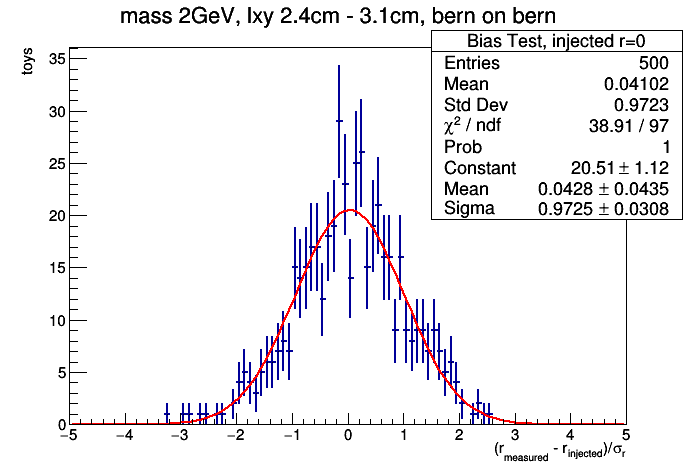 mass 2GeV, lxy 2.4cm - 3.1cm, bern on bern
Bias Test, injected r=0
Entries 500
Mean 0.04102
Std Dev 0.9723
χ² / ndf 38.91 / 97
Prob 1
Constant 20.51 ± 1.12
Mean 0.0428 ± 0.0435
Sigma 0.9725 ± 0.0308
toys
35
30
25
20
15
10
5
0
−5 −4 −3 −2 −1 0 1 2 3 4 5
(r_measured - r_injected)/σ_r